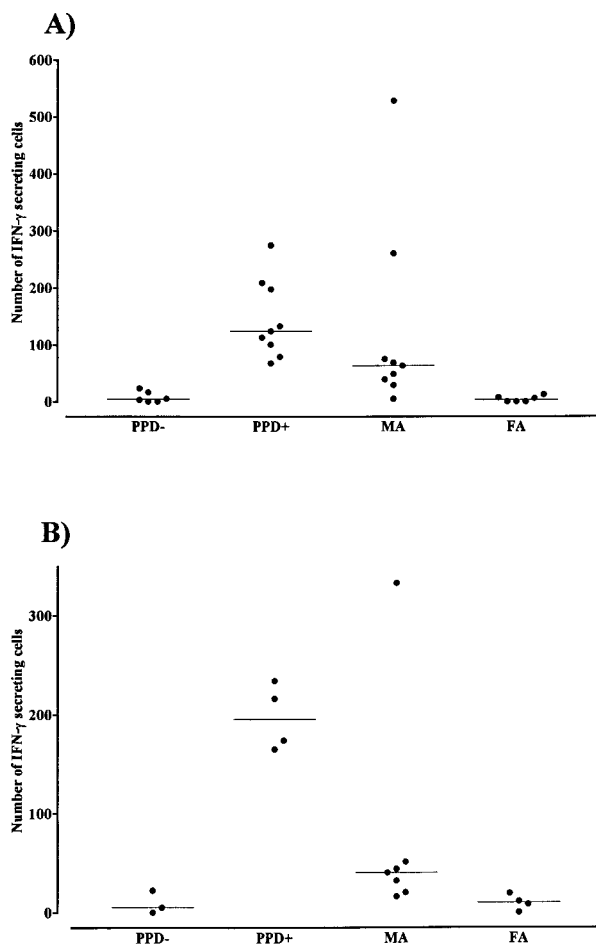 A)
600
500
400
300
200
100
0
Number of IFN-γ secreting cells
PPD- PPD+ MA FA
B)
300
200
100
0
Number of IFN-γ secreting cells
PPD- PPD+ MA FA